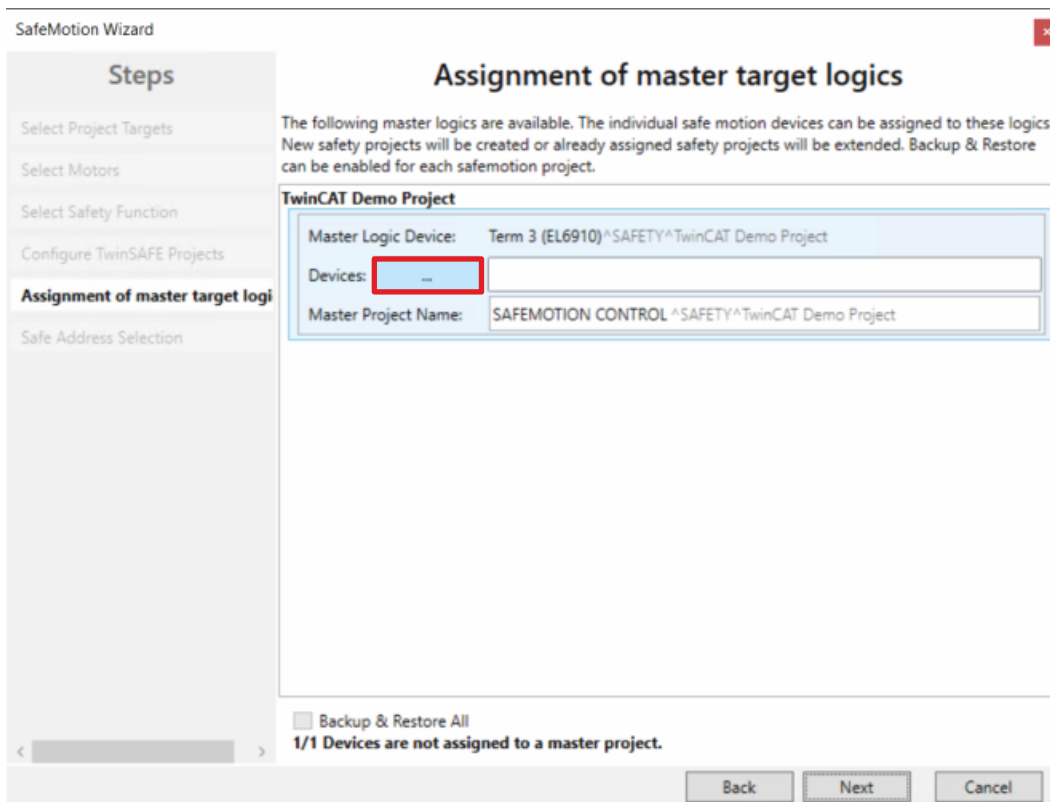 SafeMotion Wizard
Steps
Select Project Targets
Select Motors
Select Safety Function
Configure TwinSAFE Projects
Assignment of master target logi
Safe Address Selection
Assignment of master target logics
The following master logics are available. The individual safe motion devices can be assigned to these logics
New safety projects will be created or already assigned safety projects will be extended. Backup & Restore
can be enabled for each safemotion project.
TwinCAT Demo Project
Master Logic Device: Term 3 (EL6910)^SAFETY^TwinCAT Demo Project
Devices: ...
Master Project Name: SAFEMOTION CONTROL ^SAFETY^TwinCAT Demo Project
Backup & Restore All
1/1 Devices are not assigned to a master project.
Back Next Cancel